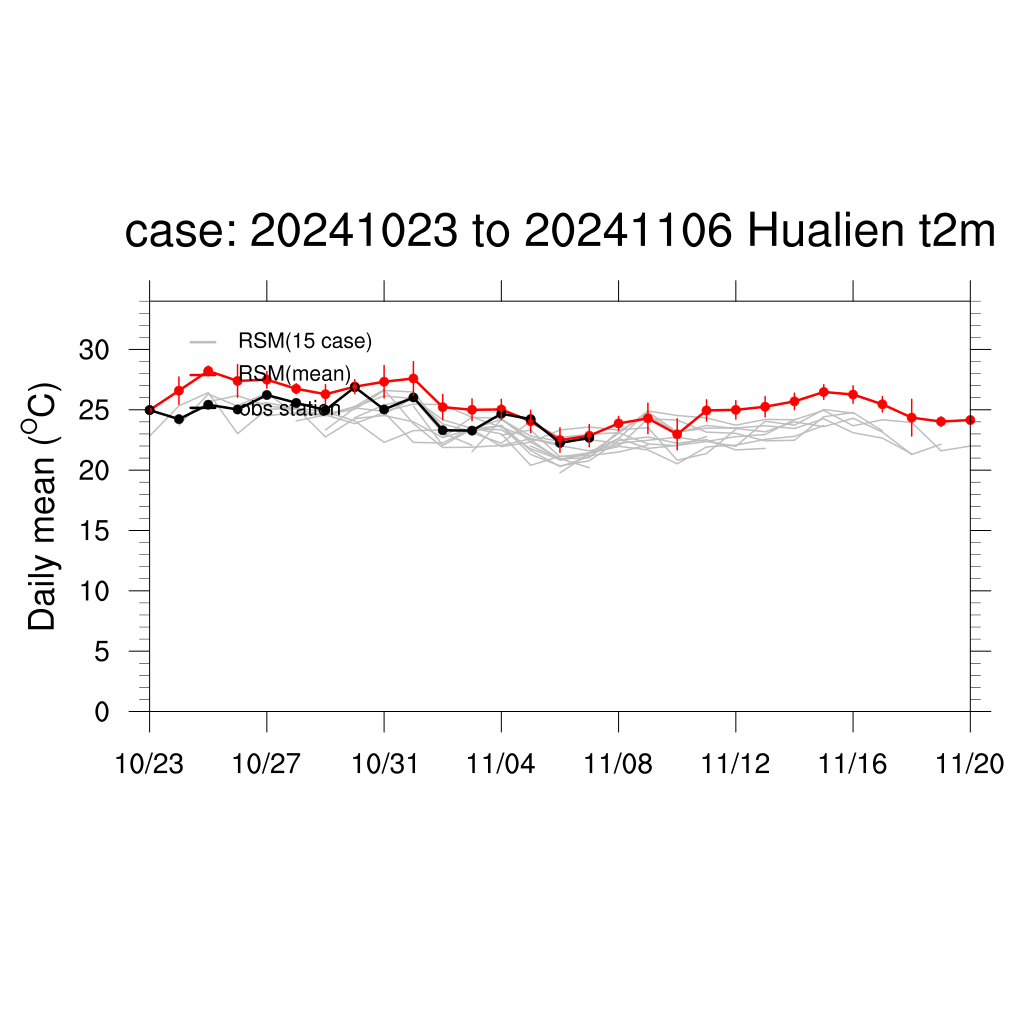 case: 20241023 to 20241106 Hualien t2m
Daily mean (°C)
RSM(15 case)
RSM(mean)
obs station
30
25
20
15
10
5
0
10/23 10/27 10/31 11/04 11/08 11/12 11/16 11/20